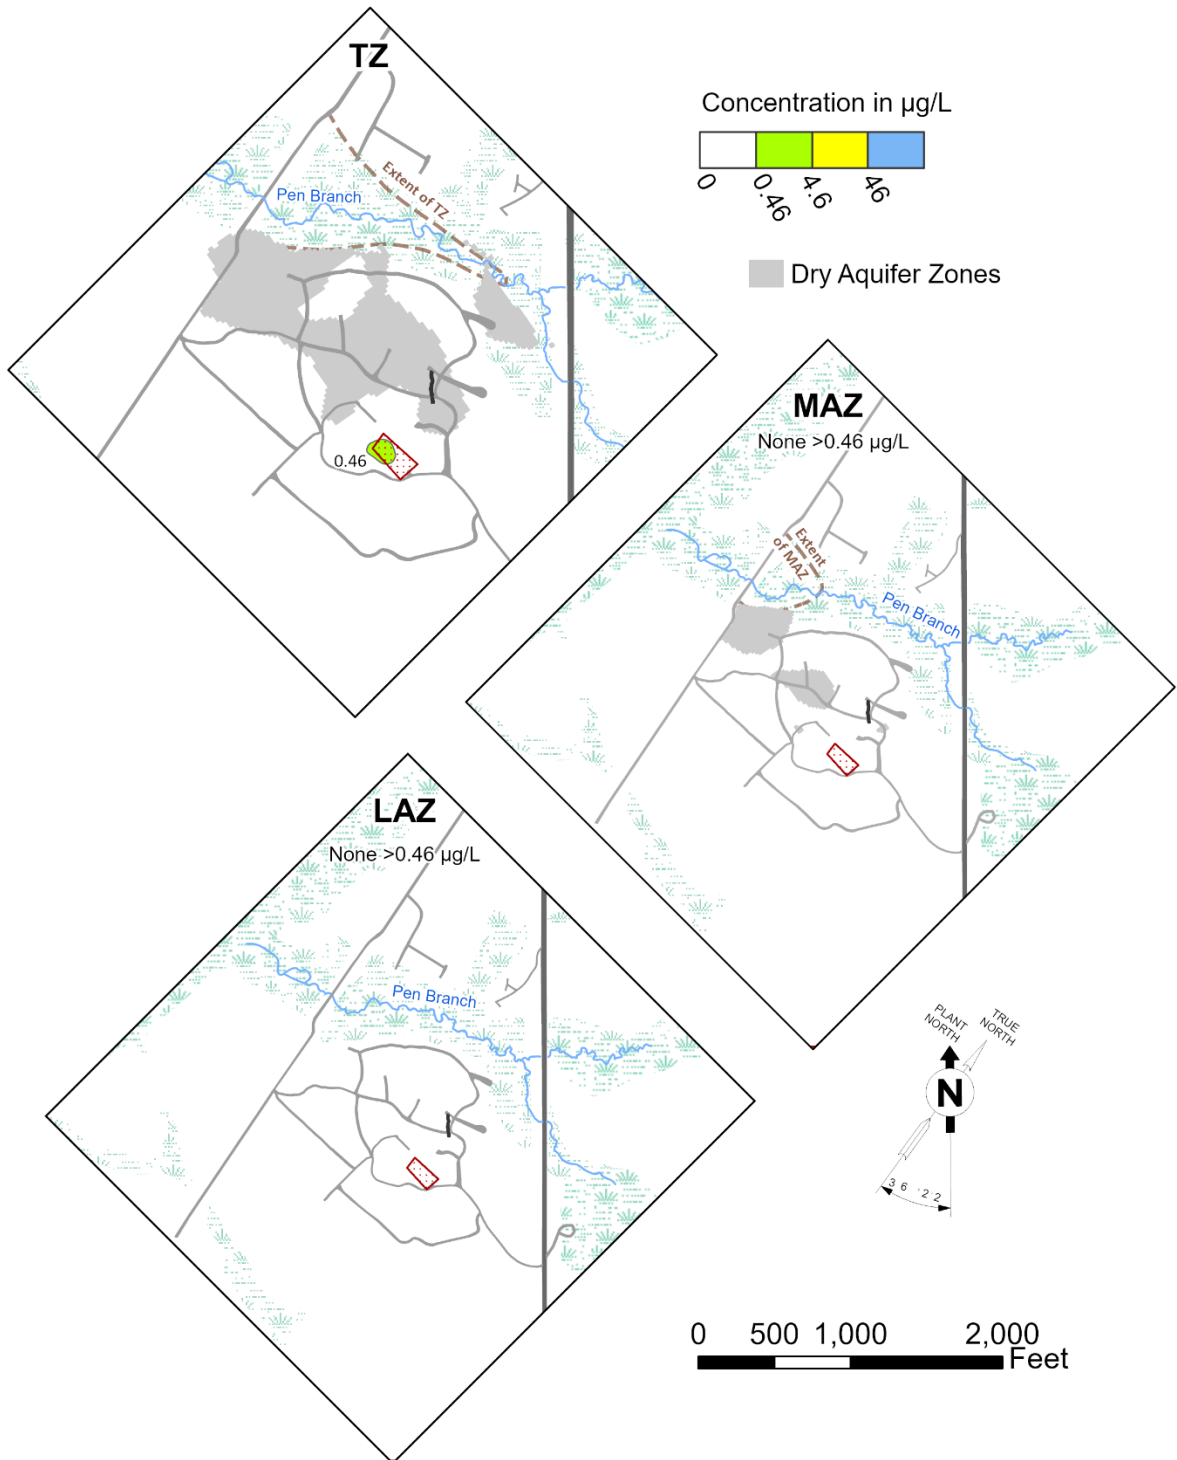 TZ
Concentration in µg/L
0
0.46
4.6
46
Dry Aquifer Zones
Pen Branch
Extent of TZ
0.46
MAZ
None >0.46 µg/L
Extent
of MAZ
Pen Branch
LAZ
None >0.46 µg/L
Pen Branch
PLANT
NORTH
TRUE
NORTH
N
36.22
0 500 1,000 2,000
Feet